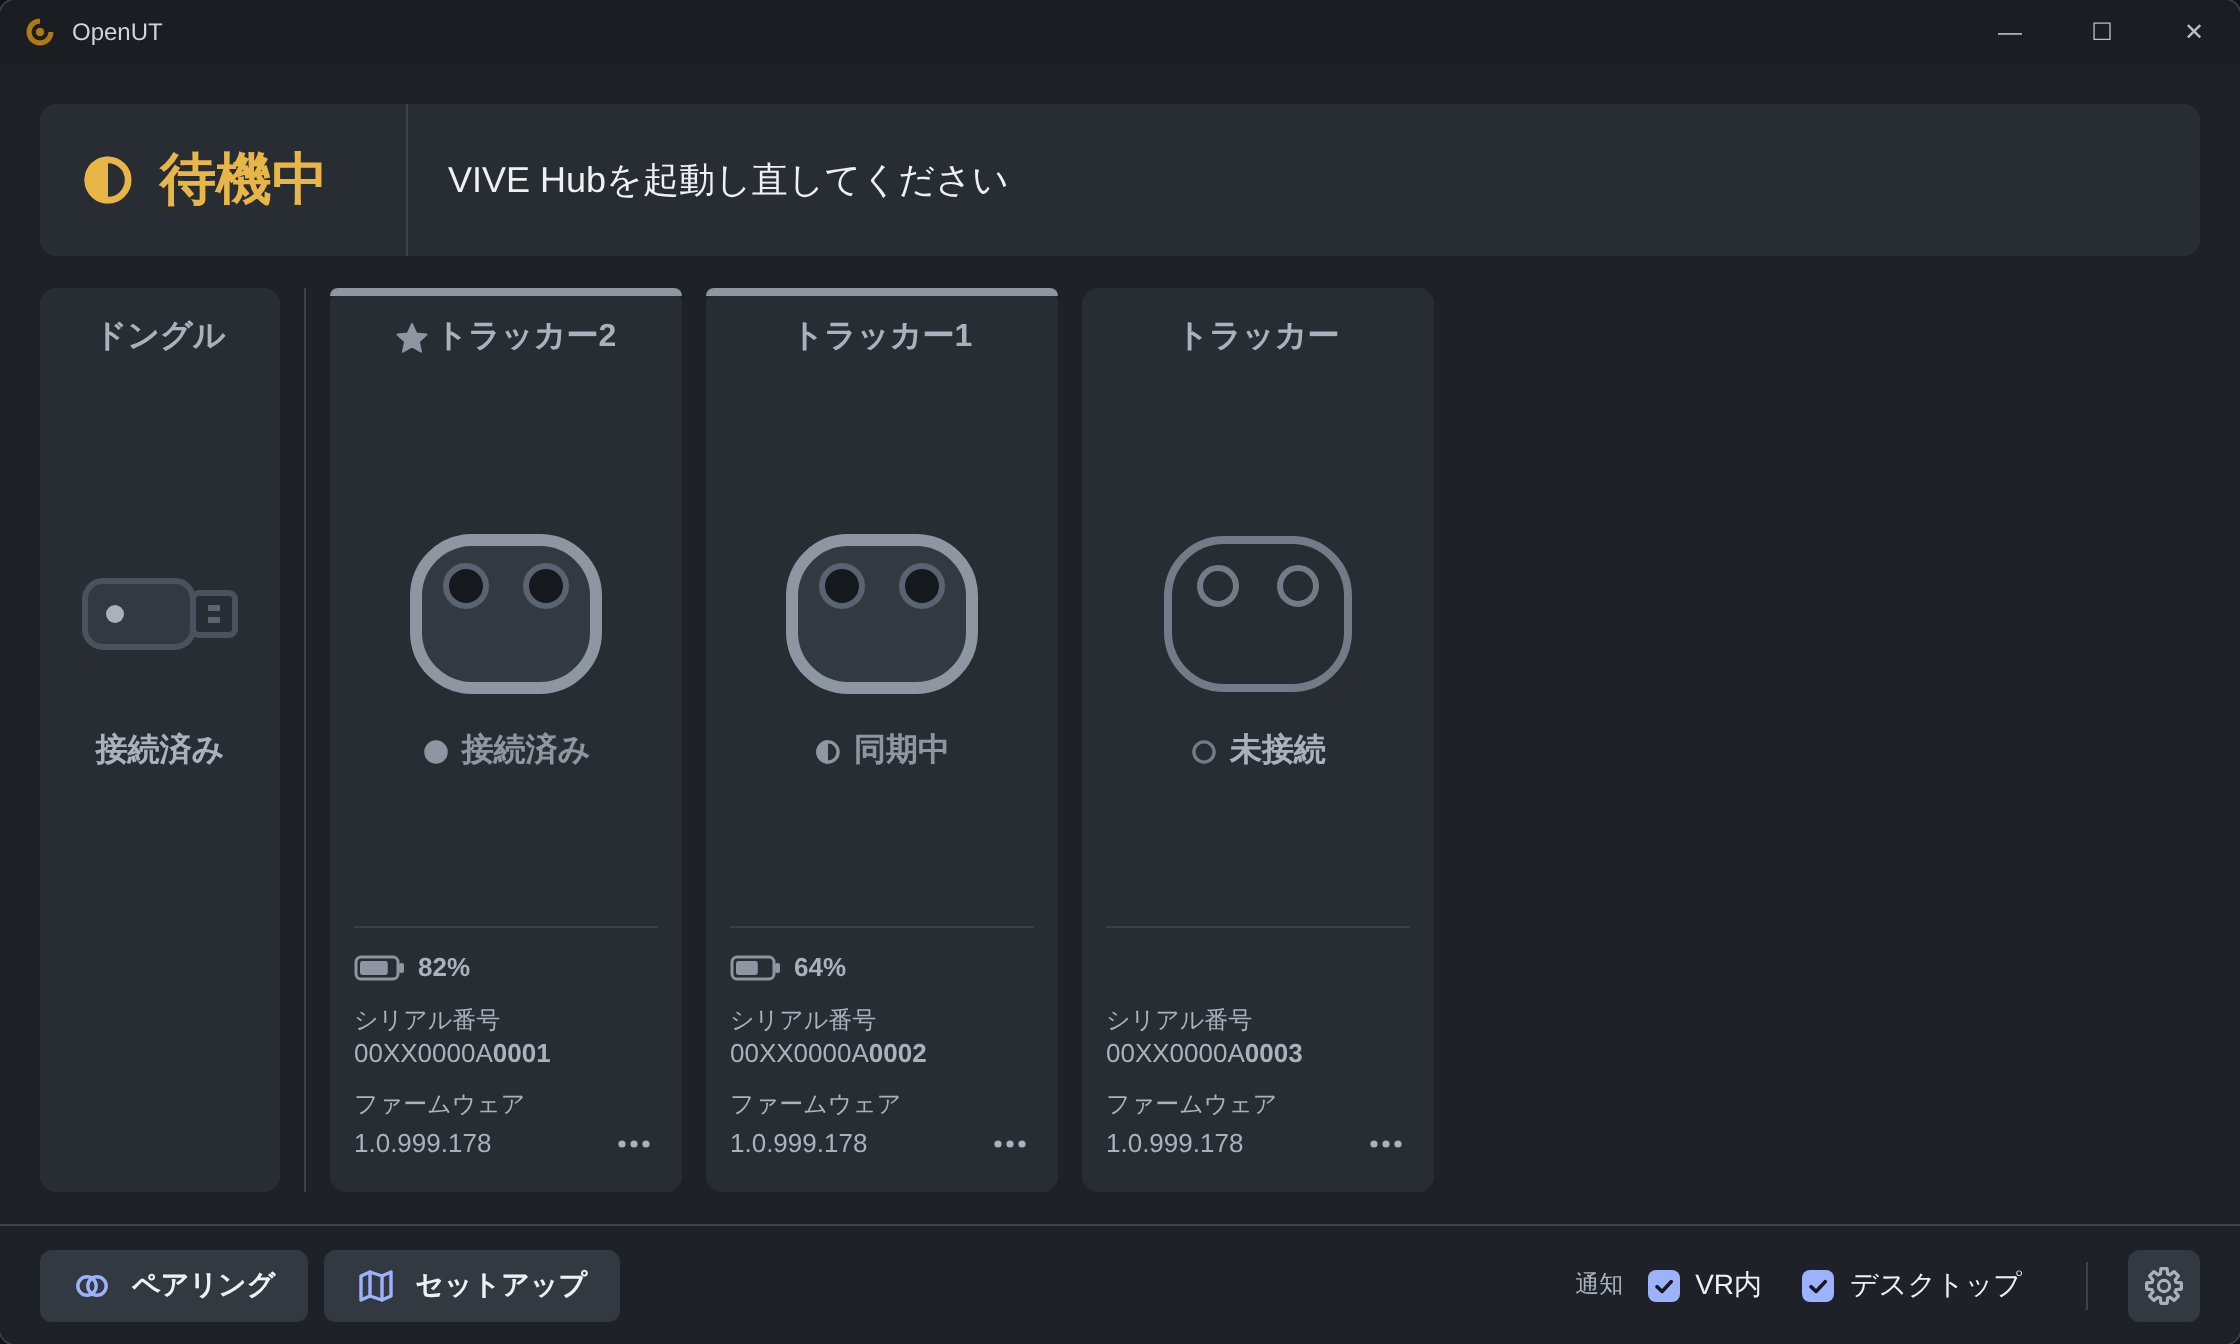 OpenUT
待機中
VIVE Hubを起動し直してください
ドングル
接続済み
トラッカー2
接続済み
82%
シリアル番号
00XX0000A0001
ファームウェア
1.0.999.178
トラッカー1
同期中
64%
シリアル番号
00XX0000A0002
ファームウェア
1.0.999.178
トラッカー
未接続
シリアル番号
00XX0000A0003
ファームウェア
1.0.999.178
ペアリング
セットアップ
通知
VR内
デスクトップ